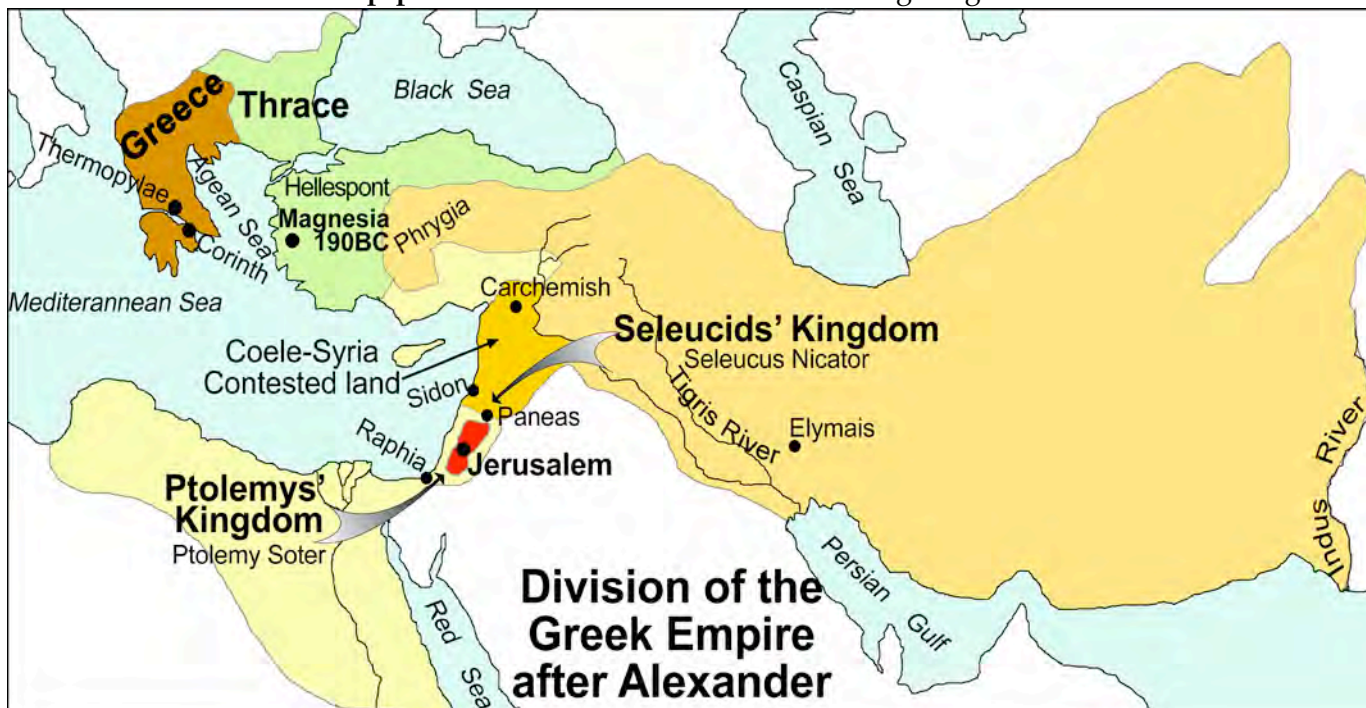 Greece
Thrace
Black Sea
Caspian Sea
Thermopylae
Agean Sea
Hellespont
Magnesia
190BC
Phrygia
Corinth
Mediterannean Sea
Carchemish
Seleucids' Kingdom
Seleucus Nicator
Coele-Syria
Contested land
Sidon
Tigris River
Paneas
Elymais
Raphia
Jerusalem
Indus River
Ptolemys'
Kingdom
Ptolemy Soter
Persian Gulf
Red Sea
Division of the
Greek Empire
after Alexander